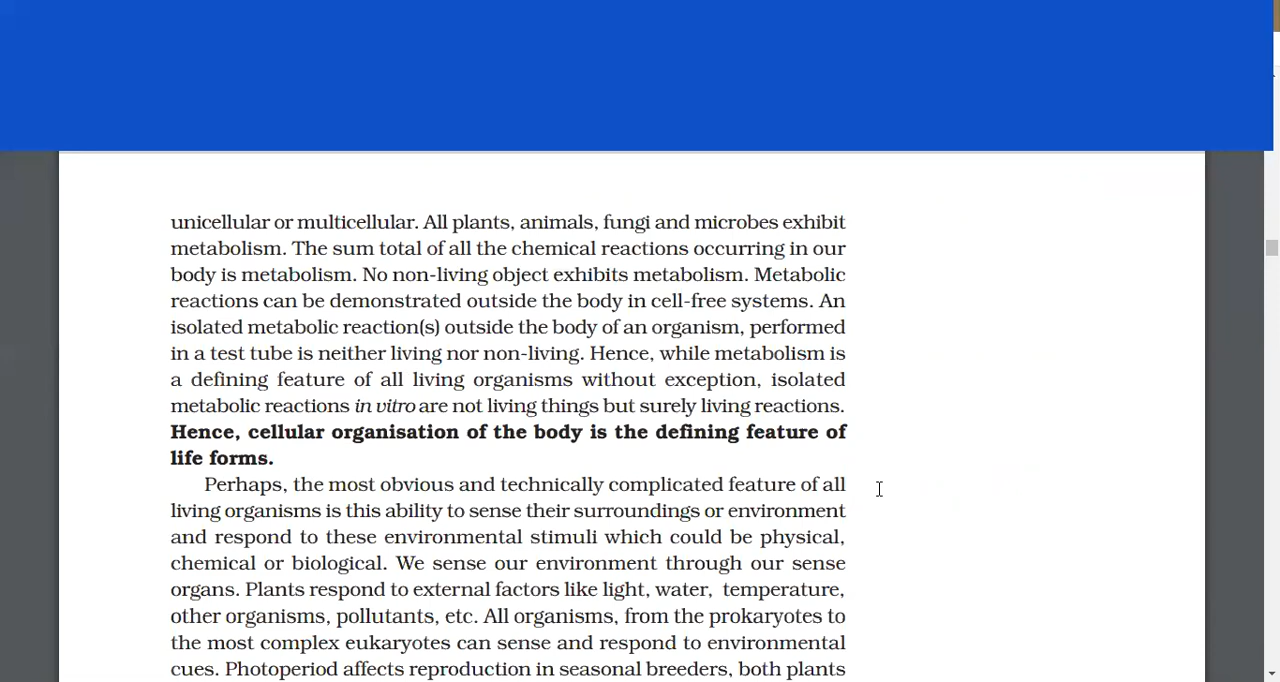 unicellular or multicellular. All plants, animals, fungi and microbes exhibit
metabolism. The sum total of all the chemical reactions occurring in our
body is metabolism. No non-living object exhibits metabolism. Metabolic
reactions can be demonstrated outside the body in cell-free systems. An
isolated metabolic reaction(s) outside the body of an organism, performed
in a test tube is neither living nor non-living. Hence, while metabolism is
a defining feature of all living organisms without exception, isolated
metabolic reactions in vitro are not living things but surely living reactions.
Hence, cellular organisation of the body is the defining feature of
life forms.
Perhaps, the most obvious and technically complicated feature of all
living organisms is this ability to sense their surroundings or environment
and respond to these environmental stimuli which could be physical,
chemical or biological. We sense our environment through our sense
organs. Plants respond to external factors like light, water, temperature,
other organisms, pollutants, etc. All organisms, from the prokaryotes to
the most complex eukaryotes can sense and respond to environmental
cues. Photoperiod affects reproduction in seasonal breeders, both plants